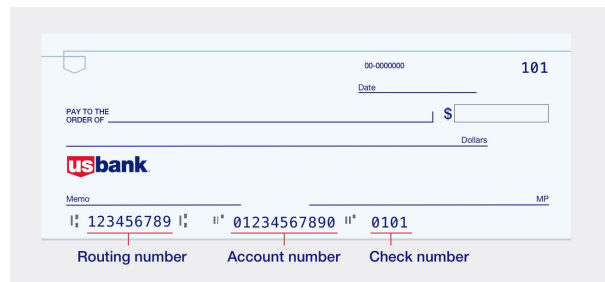 00-0000000 101
Date
PAY TO THE
ORDER OF $
Dollars
usbank
Memo MP
⑆ 123456789 ⑆ ⑈ 01234567890 ⑈ 0101
Routing number Account number Check number